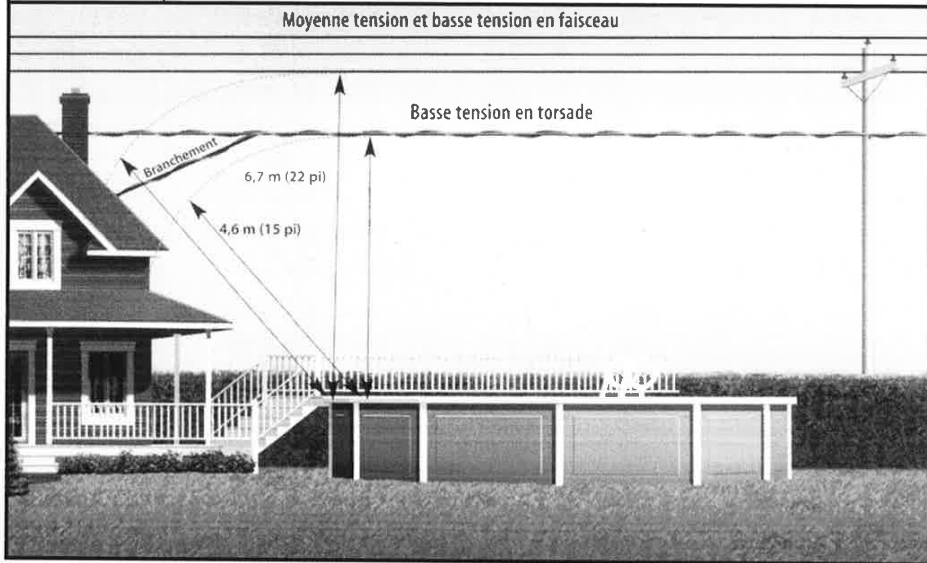 Moyenne tension et basse tension en faisceau
Basse tension en torsade
Branchement
6,7 m (22 pi)
4,6 m (15 pi)